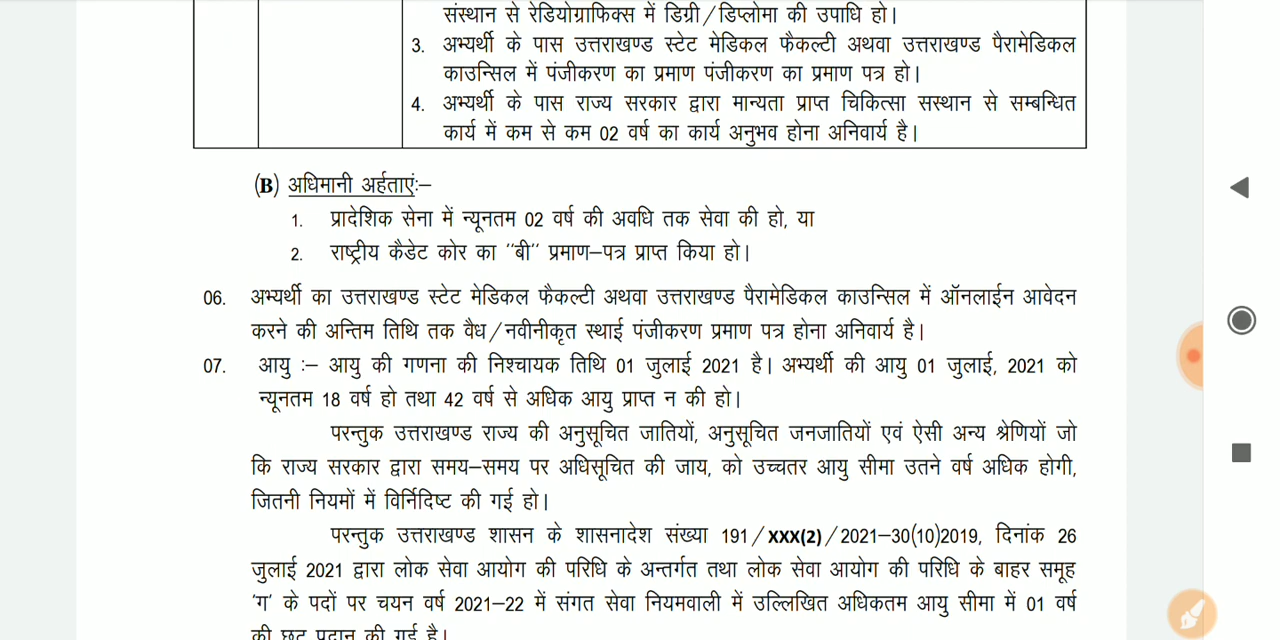 संस्थान से रेडियोग्राफिक्स में डिग्री/डिप्लोमा की उपाधि हो।
3. अभ्यर्थी के पास उत्तराखण्ड स्टेट मेडिकल फैकल्टी अथवा उत्तराखण्ड पैरामेडिकल
काउन्सिल में पंजीकरण का प्रमाण पंजीकरण का प्रमाण पत्र हो।
4. अभ्यर्थी के पास राज्य सरकार द्वारा मान्यता प्राप्त चिकित्सा सस्थान से सम्बन्धित
कार्य में कम से कम 02 वर्ष का कार्य अनुभव होना अनिवार्य है।
(B) अधिमानी अर्हताएंः–
1. प्रादेशिक सेना में न्यूनतम 02 वर्ष की अवधि तक सेवा की हो, या
2. राष्ट्रीय कैडेट कोर का "बी" प्रमाण–पत्र प्राप्त किया हो।
06. अभ्यर्थी का उत्तराखण्ड स्टेट मेडिकल फैकल्टी अथवा उत्तराखण्ड पैरामेडिकल काउन्सिल में ऑनलाईन आवेदन
करने की अन्तिम तिथि तक वैध/नवीनीकृत स्थाई पंजीकरण प्रमाण पत्र होना अनिवार्य है।
07. आयु :– आयु की गणना की निश्चायक तिथि 01 जुलाई 2021 है। अभ्यर्थी की आयु 01 जुलाई, 2021 को
न्यूनतम 18 वर्ष हो तथा 42 वर्ष से अधिक आयु प्राप्त न की हो।
परन्तुक उत्तराखण्ड राज्य की अनुसूचित जातियों, अनुसूचित जनजातियों एवं ऐसी अन्य श्रेणियों जो
कि राज्य सरकार द्वारा समय–समय पर अधिसूचित की जाय, को उच्चतर आयु सीमा उतने वर्ष अधिक होगी,
जितनी नियमों में विर्निदिष्ट की गई हो।
परन्तुक उत्तराखण्ड शासन के शासनादेश संख्या 191/XXX(2)/2021–30(10)2019, दिनांक 26
जुलाई 2021 द्वारा लोक सेवा आयोग की परिधि के अन्तर्गत तथा लोक सेवा आयोग की परिधि के बाहर समूह
'ग' के पदों पर चयन वर्ष 2021–22 में संगत सेवा नियमवाली में उल्लिखित अधिकतम आयु सीमा में 01 वर्ष
की छूट प्रदान की गई है।